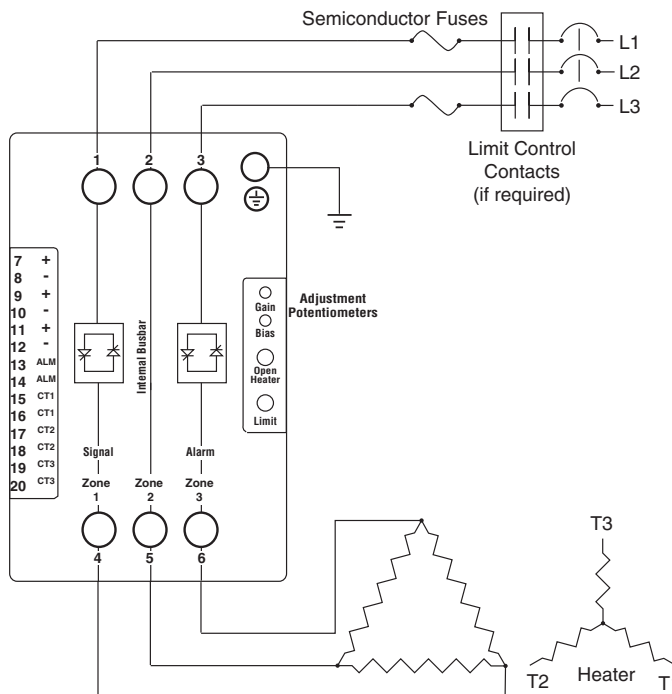 Semiconductor Fuses
L1
L2
L3
Limit Control
Contacts
(if required)
1
2
3
7 +
8 -
9 +
10 -
11 +
12 -
13 ALM
14 ALM
15 CT1
16 CT1
17 CT2
18 CT2
19 CT3
20 CT3
Internal Busbar
Gain
Bias
Open
Heater
Limit
Adjustment
Potentiometers
Signal
Alarm
Zone
1
Zone
2
Zone
3
4
5
6
T3
T2
Heater
T